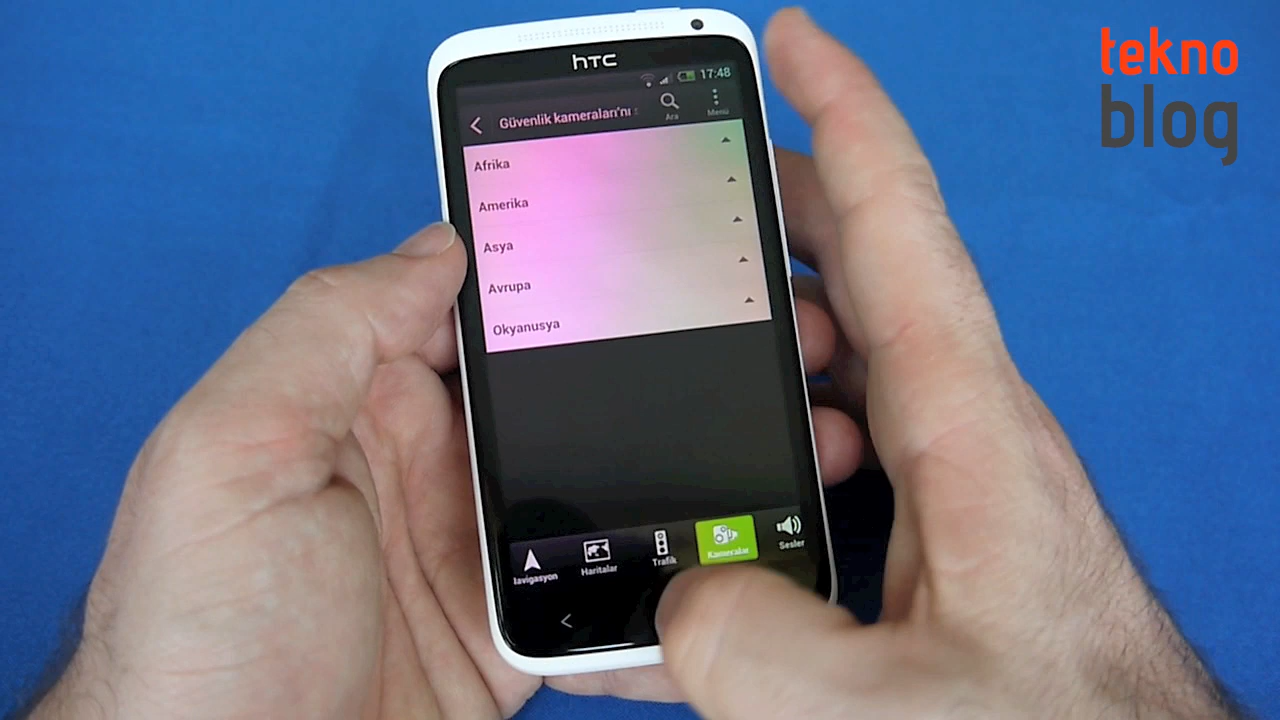 tekno
blog
hTC
17:48
Güvenlik kameraları'nı
Ara
Menü
Afrika
Amerika
Asya
Avrupa
Okyanusya
Navigasyon
Haritalar
Trafik
Kameralar
Sesler